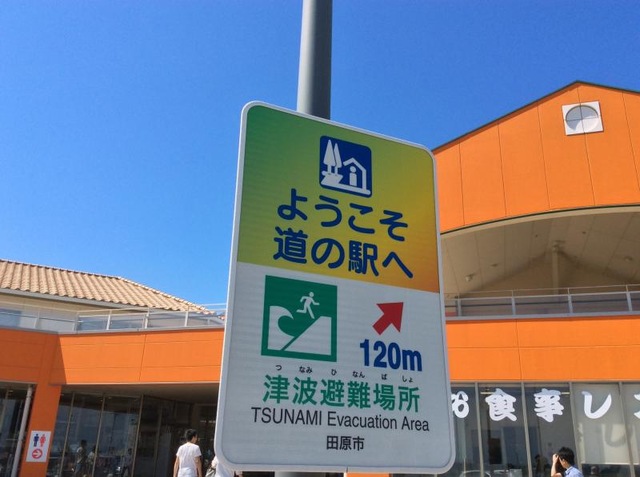 ようこそ
道の駅へ
120m
つなみひなんばしょ
津波避難場所
TSUNAMI Evacuation Area
田原市
お食事レス